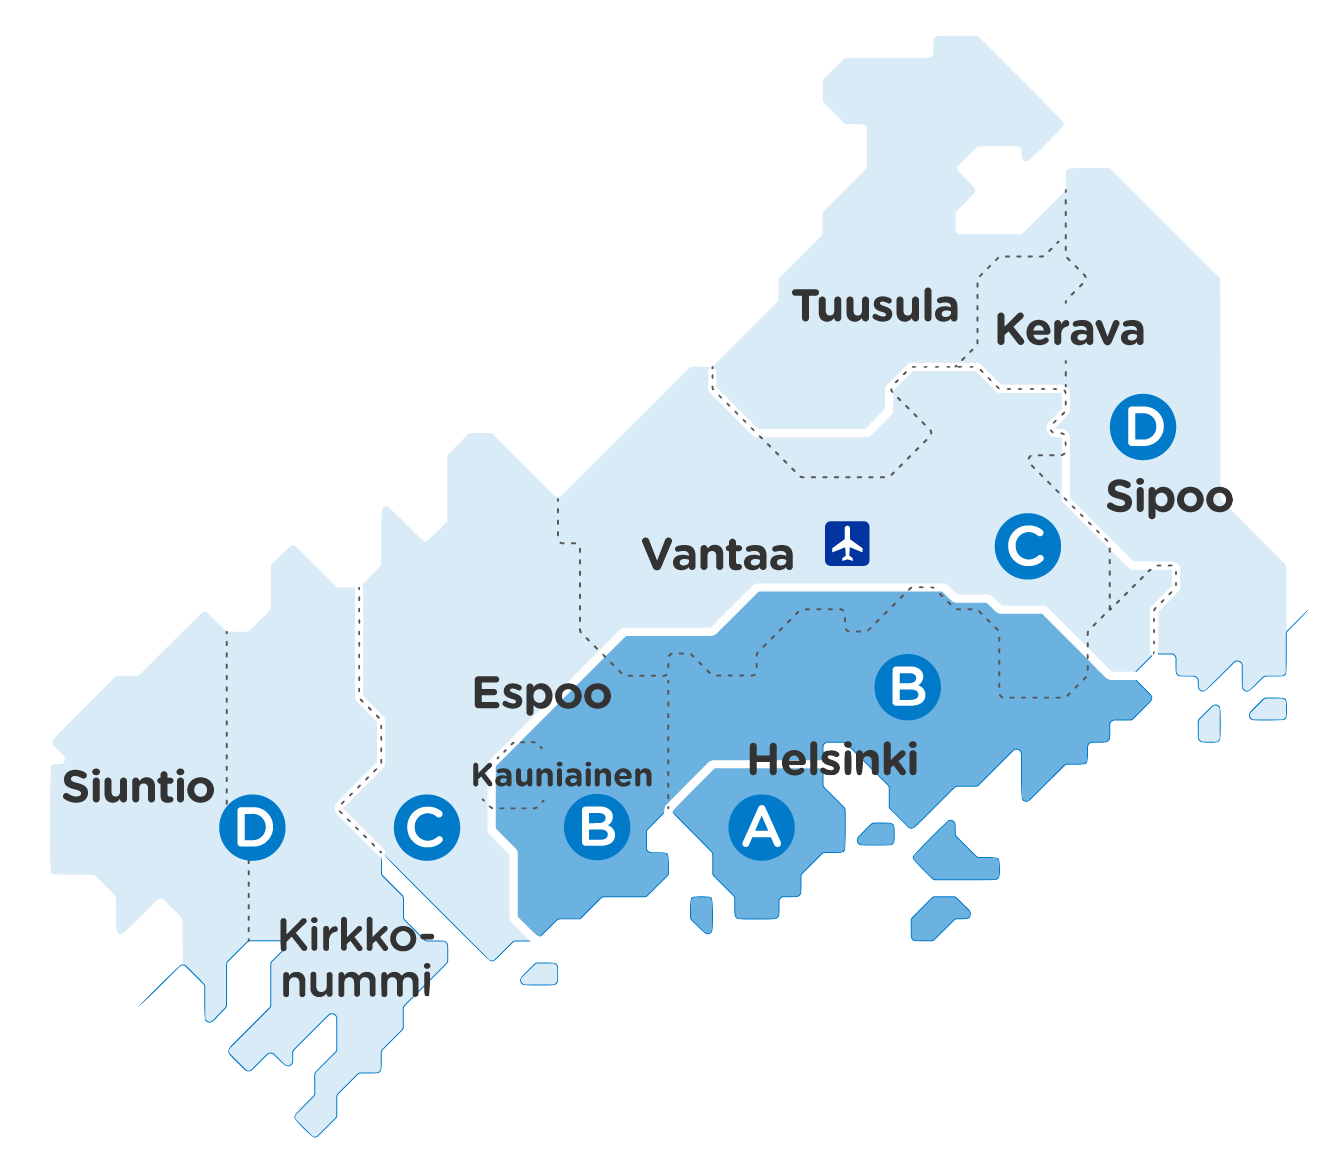 Tuusula
Kerava
D
Sipoo
Vantaa
C
Espoo
B
Helsinki
Kauniainen
Siuntio
D
C
B
A
Kirkko-
nummi